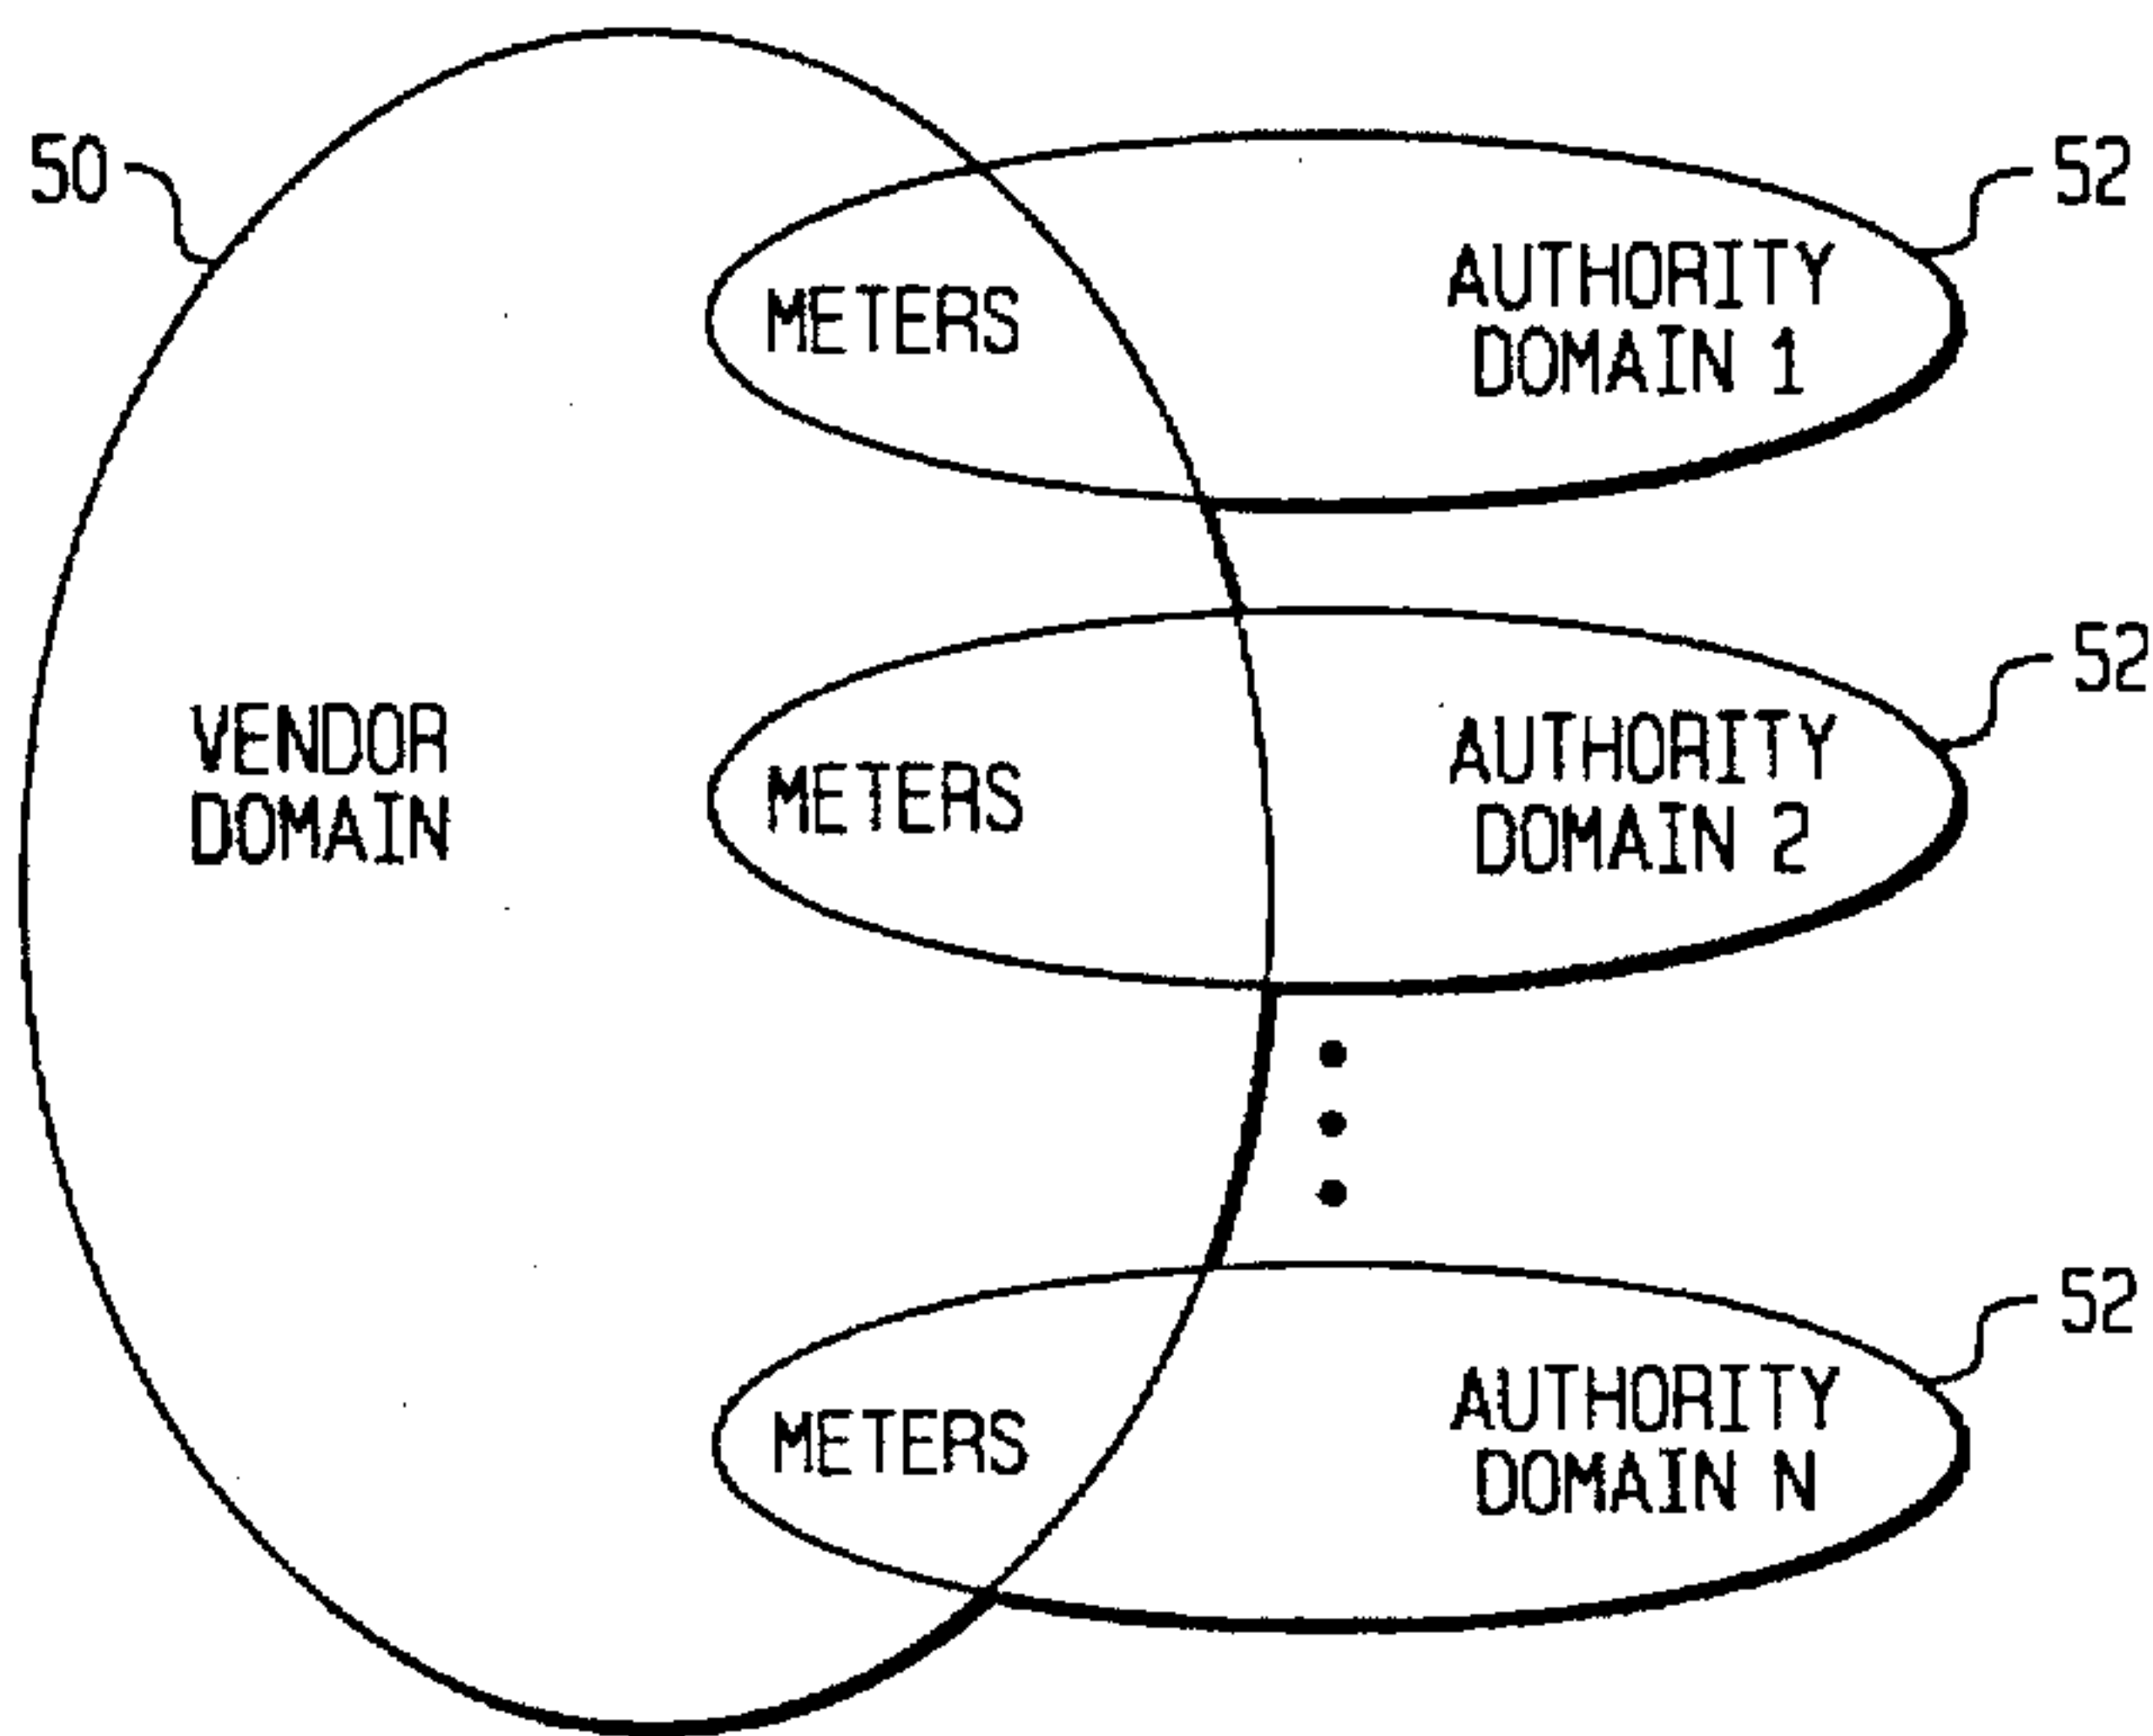 50
52
METERS
AUTHORITY
DOMAIN 1
52
VENDOR
DOMAIN
METERS
AUTHORITY
DOMAIN 2
52
METERS
AUTHORITY
DOMAIN N